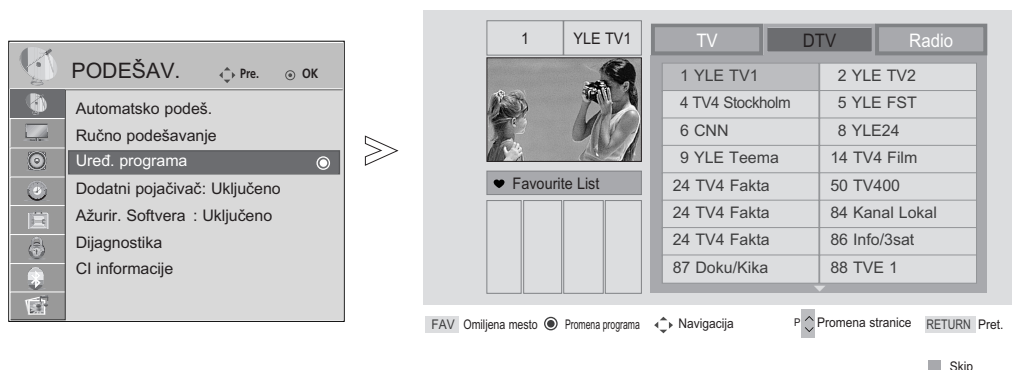 PODEŠAV. Pre. OK
Automatsko podeš.
Ručno podešavanje
Uređ. programa
Dodatni pojačivač: Uključeno
Ažurir. Softvera : Uključeno
Dijagnostika
CI informacije
1 YLE TV1
Favourite List
TV DTV Radio
1 YLE TV1 2 YLE TV2
4 TV4 Stockholm 5 YLE FST
6 CNN 8 YLE24
9 YLE Teema 14 TV4 Film
24 TV4 Fakta 50 TV400
24 TV4 Fakta 84 Kanal Lokal
24 TV4 Fakta 86 Info/3sat
87 Doku/Kika 88 TVE 1
FAV Omiljena mesto Promena programa Navigacija P Promena stranice RETURN Pret.
Skip